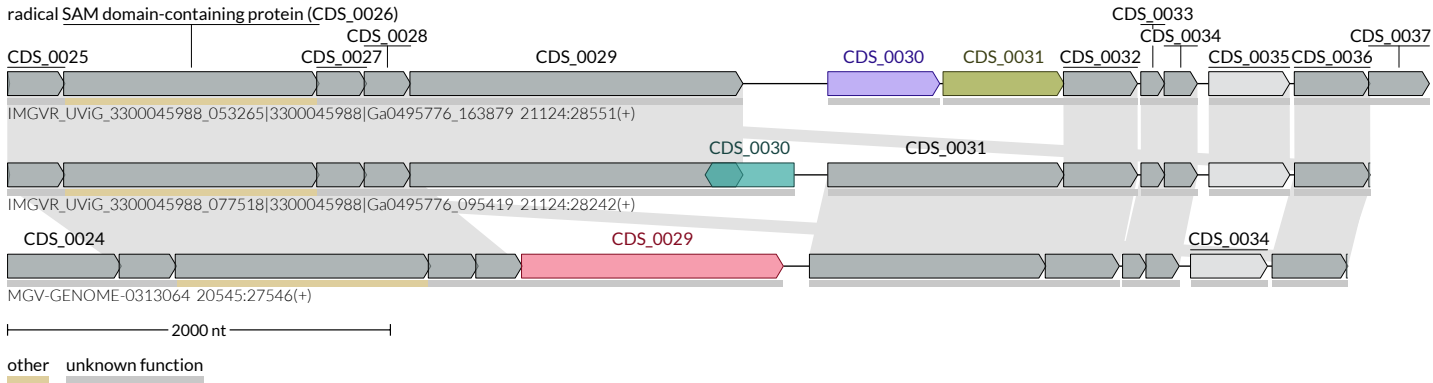 radical SAM domain-containing protein (CDS_0026)
CDS_0033
CDS_0028
CDS_0034
CDS_0037
CDS_0025
CDS_0027
CDS_0029
CDS_0030
CDS_0031
CDS_0032
CDS_0035
CDS_0036
IMGVR_UViG_3300045988_053265|3300045988|Ga0495776_163879 21124:28551(+)
CDS_0030
CDS_0031
IMGVR_UViG_3300045988_077518|3300045988|Ga0495776_095419 21124:28242(+)
CDS_0024
CDS_0029
CDS_0034
MGV-GENOME-0313064 20545:27546(+)
2000 nt
other unknown function